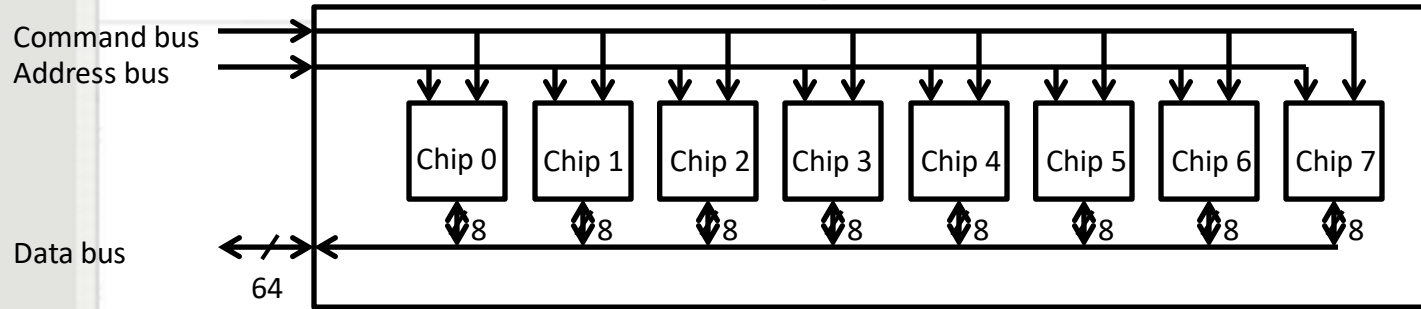 Command bus
Address bus
Chip 0 Chip 1 Chip 2 Chip 3 Chip 4 Chip 5 Chip 6 Chip 7
8 8 8 8 8 8 8 8
Data bus
64